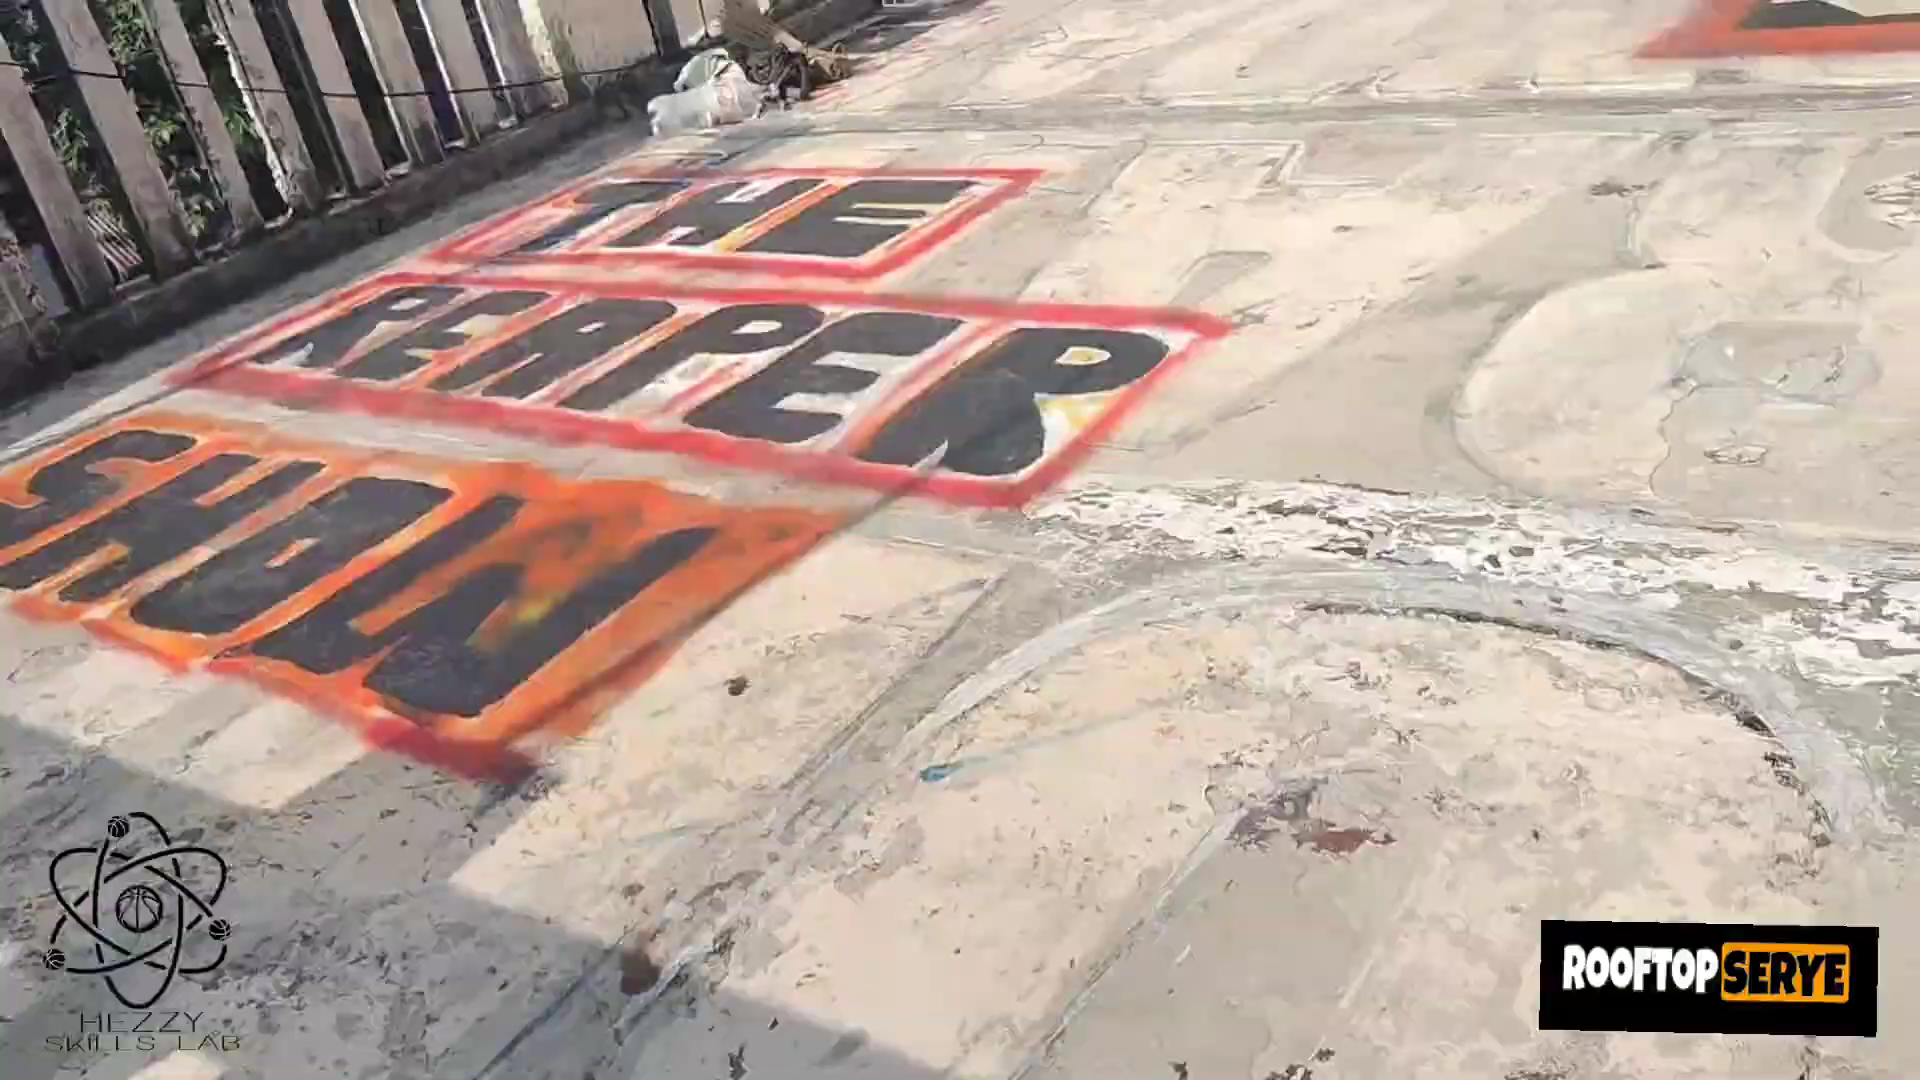 THE
REAPER
SHOW
HEZZY
SKILLS LAB
ROOFTOP SERYE